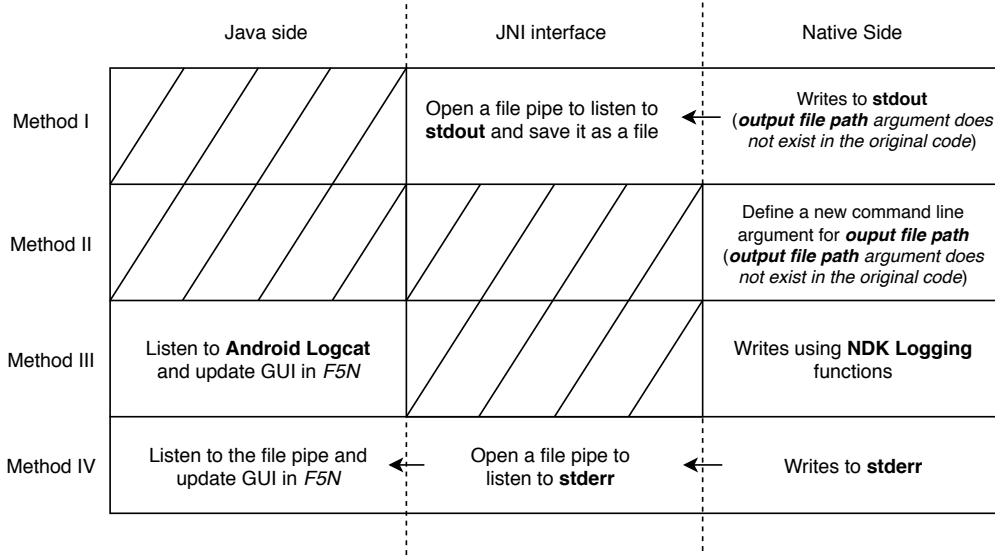 Java side
JNI interface
Native Side
Method I
Open a file pipe to listen to
stdout and save it as a file
Writes to stdout
(output file path argument does
not exist in the original code)
Method II
Define a new command line
argument for ouput file path
(output file path argument does
not exist in the original code)
Method III
Listen to Android Logcat
and update GUI in F5N
Writes using NDK Logging
functions
Method IV
Listen to the file pipe and
update GUI in F5N
Open a file pipe to
listen to stderr
Writes to stderr